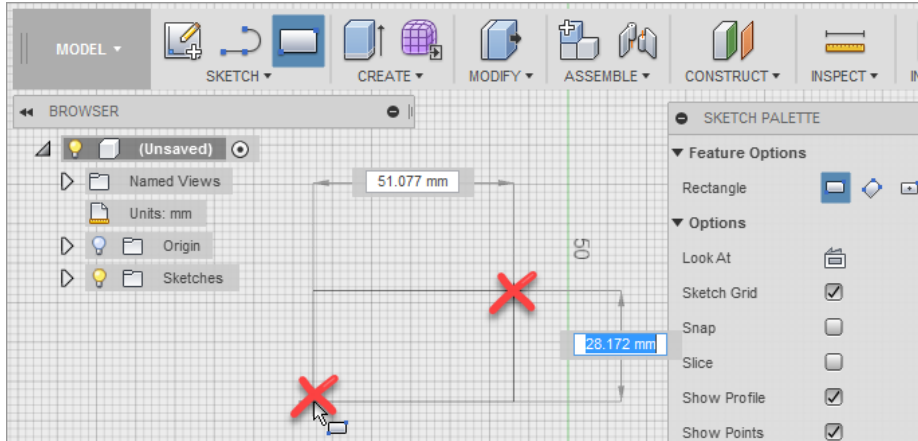 MODEL ▾
SKETCH ▾
CREATE ▾
MODIFY ▾
ASSEMBLE ▾
CONSTRUCT ▾
INSPECT ▾
BROWSER
(Unsaved)
Named Views
Units: mm
Origin
Sketches
51.077 mm
50
28.172 mm
SKETCH PALETTE
▼ Feature Options
Rectangle
▼ Options
Look At
Sketch Grid
Snap
Slice
Show Profile
Show Points